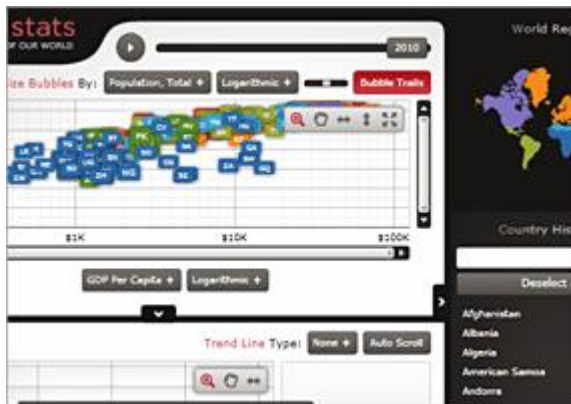 stats
OF OUR WORLD
2010
World Reg
ize Bubbles By: Population, Total + Logarithmic + Bubble Trails
$1K $10K $100K
GDP Per Capita + Logarithmic +
Country His
Deselect
Afghanistan
Albania
Algeria
American Samoa
Andorra
Trend Line Type: None + Auto Scroll